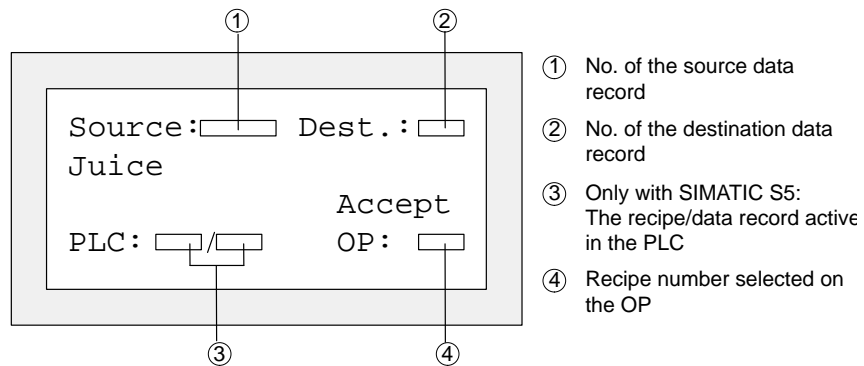 ① ②
Source: Dest.:
Juice
Accept
PLC: / OP:
③ ④
① No. of the source data
record
② No. of the destination data
record
③ Only with SIMATIC S5:
The recipe/data record active
in the PLC
④ Recipe number selected on
the OP